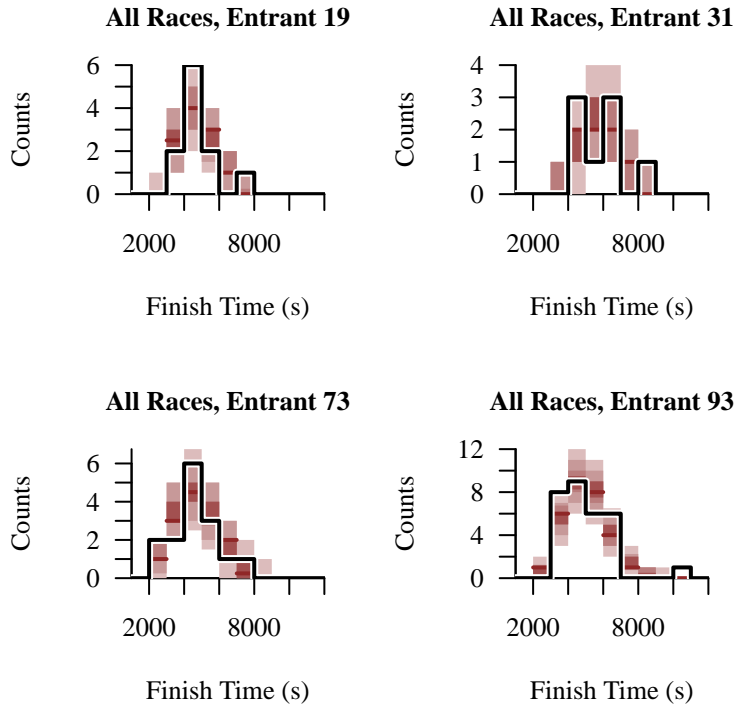 All Races, Entrant 19
Counts
6
4
2
0
2000 8000
Finish Time (s)
All Races, Entrant 31
Counts
4
3
2
1
0
2000 8000
Finish Time (s)
All Races, Entrant 73
Counts
6
4
2
0
2000 8000
Finish Time (s)
All Races, Entrant 93
Counts
12
8
4
0
2000 8000
Finish Time (s)